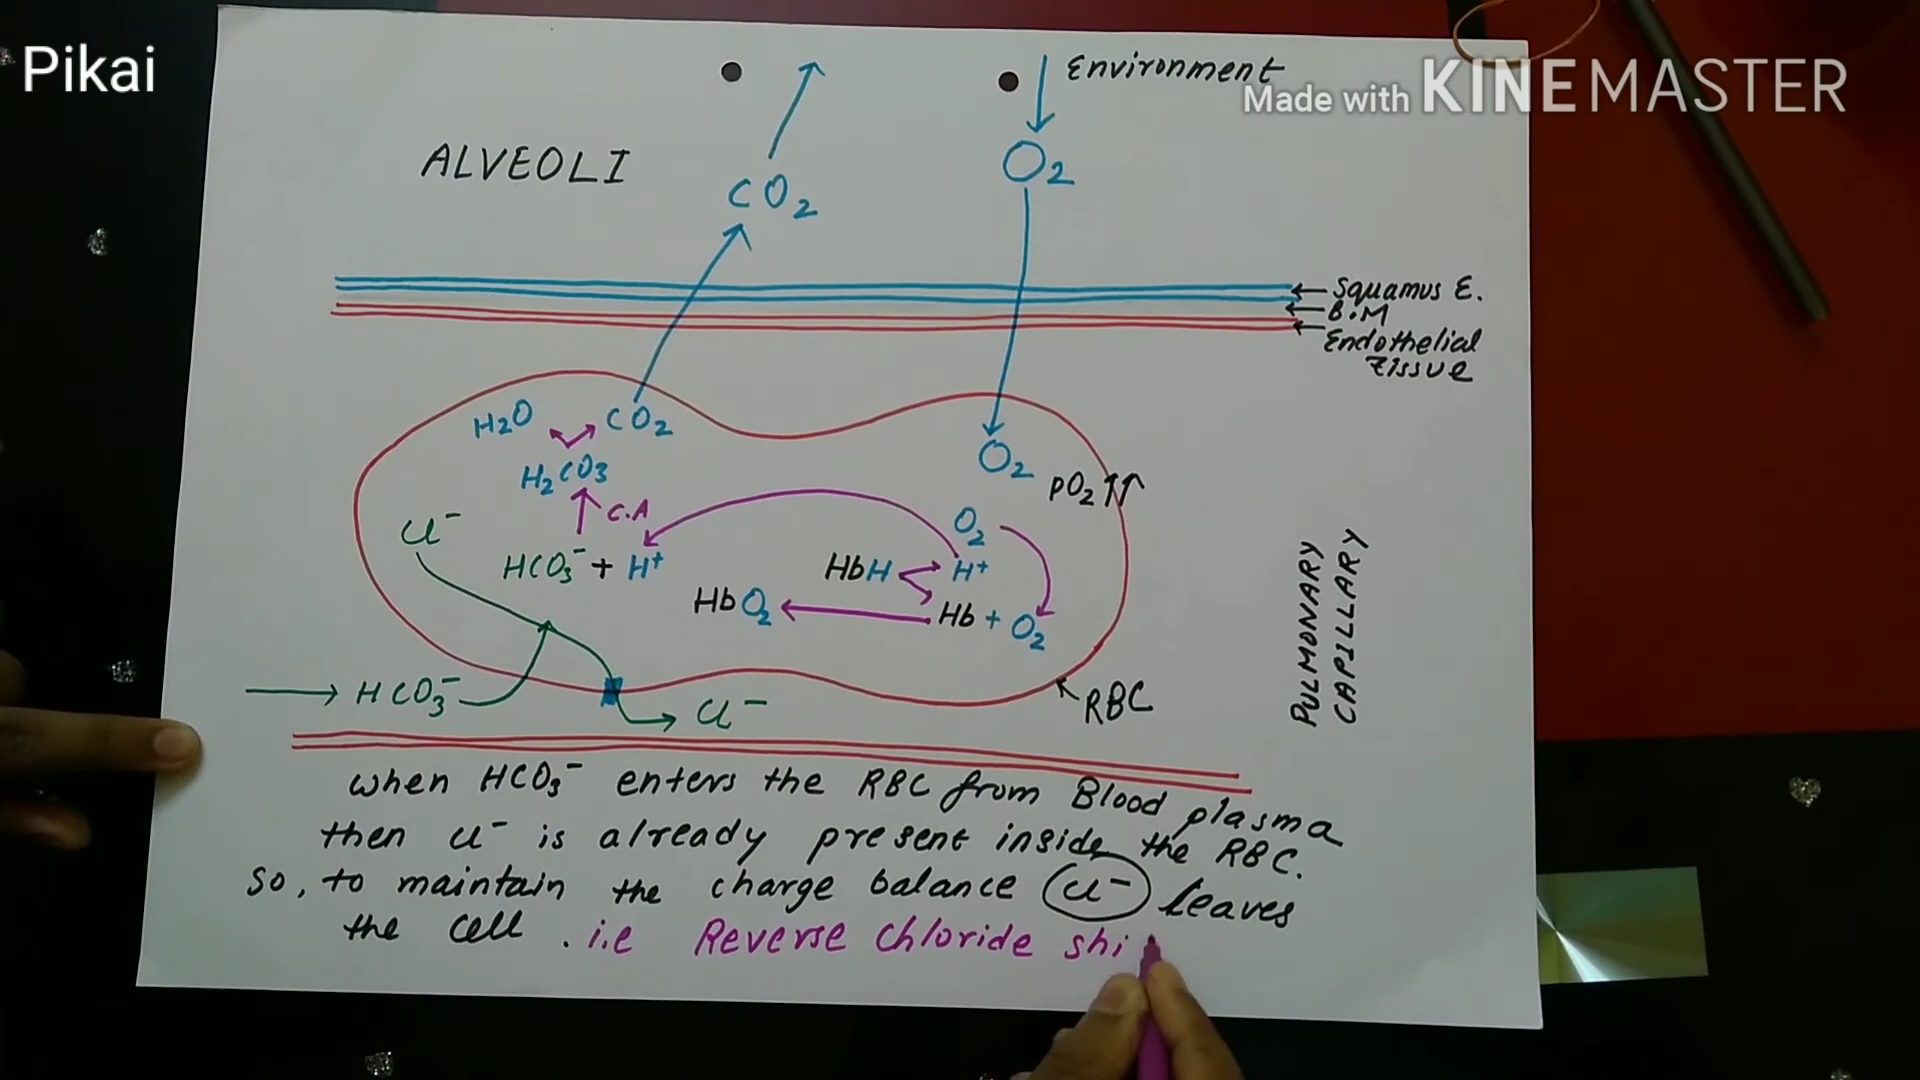 Pikai
Made with KINEMASTER
Environment
ALVEOLI
CO2
O2
Squamus E.
B.M
Endothelial
Tissue
H2O
CO2
H2CO3
O2
pO2↑↑
C.A
Cl-
O2
HCO3- + H+
HbH
H+
HbO2
Hb + O2
HCO3-
Cl-
RBC
PULMONARY
CAPILLARY
when HCO3- enters the RBC from Blood plasma
then Cl- is already present inside the RBC.
So, to maintain the charge balance Cl- leaves
the cell. i.e Reverse chloride shi